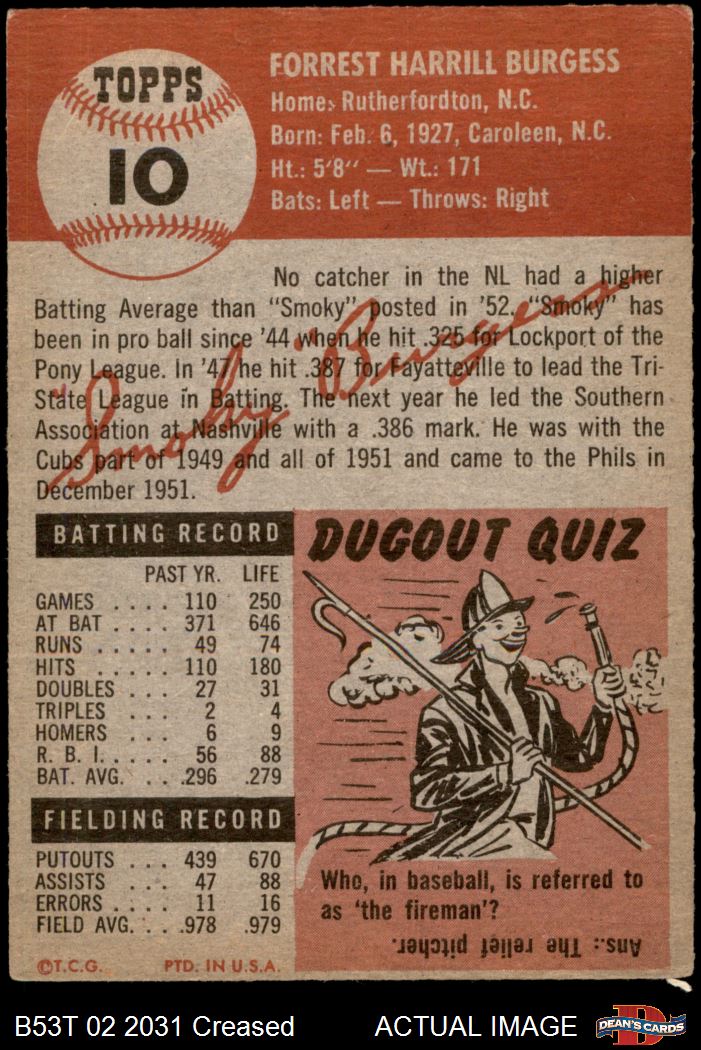 TOPPS
10
FORREST HARRILL BURGESS
Home: Rutherfordton, N.C.
Born: Feb. 6, 1927, Caroleen, N.C.
Ht.: 5'8" — Wt.: 171
Bats: Left — Throws: Right
No catcher in the NL had a higher
Batting Average than "Smoky" posted in '52. "Smoky" has
been in pro ball since '44 when he hit .325 for Lockport of the
Pony League. In '47 he hit .387 for Fayatteville to lead the Tri-
State League in Batting. The next year he led the Southern
Association at Nashville with a .386 mark. He was with the
Cubs part of 1949 and all of 1951 and came to the Phils in
December 1951.
"Smoky" Burgess
BATTING RECORD
PAST YR. LIFE
GAMES .... 110 250
AT BAT .... 371 646
RUNS .... 49 74
HITS .... 110 180
DOUBLES ... 27 31
TRIPLES ... 2 4
HOMERS ... 6 9
R. B. I. .... 56 88
BAT. AVG. ... .296 .279
FIELDING RECORD
PUTOUTS ... 439 670
ASSISTS .... 47 88
ERRORS .... 11 16
FIELD AVG. ... .978 .979
©T.C.G. PTD. IN U.S.A.
DUGOUT QUIZ
Who, in baseball, is referred to
as 'the fireman'?
Ans.: The relief pitcher.
B53T 02 2031 Creased ACTUAL IMAGE
DEAN'S CARDS